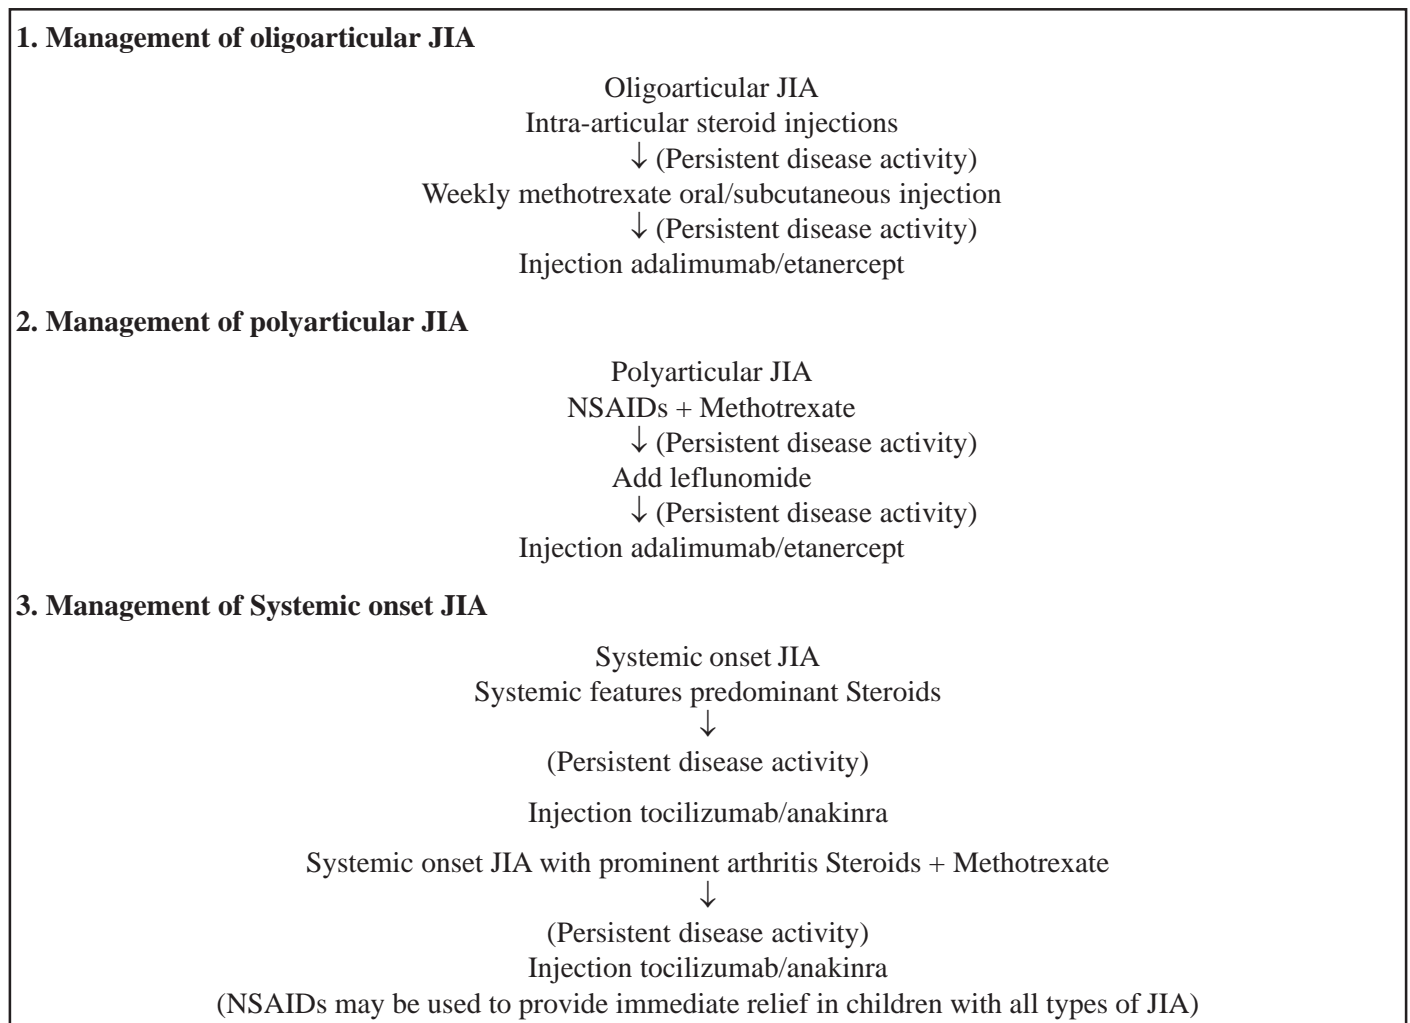 1. Management of oligoarticular JIA
Oligoarticular JIA
Intra-articular steroid injections
↓ (Persistent disease activity)
Weekly methotrexate oral/subcutaneous injection
↓ (Persistent disease activity)
Injection adalimumab/etanercept
2. Management of polyarticular JIA
Polyarticular JIA
NSAIDs + Methotrexate
↓ (Persistent disease activity)
Add leflunomide
↓ (Persistent disease activity)
Injection adalimumab/etanercept
3. Management of Systemic onset JIA
Systemic onset JIA
Systemic features predominant Steroids
↓
(Persistent disease activity)
Injection tocilizumab/anakinra
Systemic onset JIA with prominent arthritis Steroids + Methotrexate
↓
(Persistent disease activity)
Injection tocilizumab/anakinra
(NSAIDs may be used to provide immediate relief in children with all types of JIA)